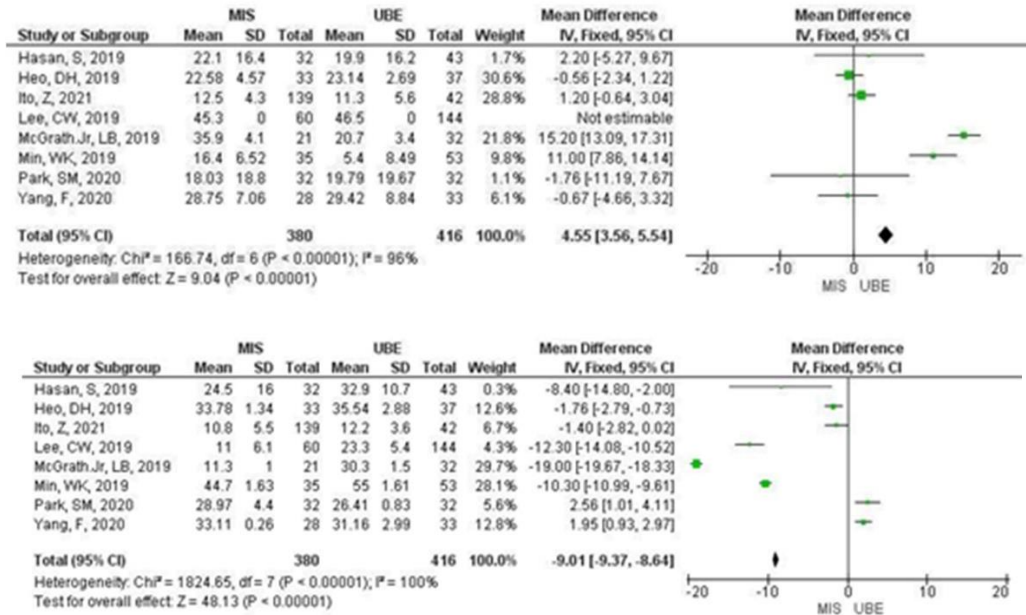 MIS UBE Mean Difference Mean Difference
Study or Subgroup Mean SD Total Mean SD Total Weight IV, Fixed, 95% CI IV, Fixed, 95% CI
Hasan, S, 2019 22.1 16.4 32 19.9 16.2 43 1.7% 2.20 [-5.27, 9.67]
Heo, DH, 2019 22.58 4.57 33 23.14 2.69 37 30.6% -0.56 [-2.34, 1.22]
Ito, Z, 2021 12.5 4.3 139 11.3 5.6 42 28.8% 1.20 [-0.64, 3.04]
Lee, CW, 2019 45.3 0 60 46.5 0 144 Not estimable
McGrath.Jr, LB, 2019 35.9 4.1 21 20.7 3.4 32 21.8% 15.20 [13.09, 17.31]
Min, WK, 2019 16.4 6.52 35 5.4 8.49 53 9.8% 11.00 [7.86, 14.14]
Park, SM, 2020 18.03 18.8 32 19.79 19.67 32 1.1% -1.76 [-11.19, 7.67]
Yang, F, 2020 28.75 7.06 28 29.42 8.84 33 6.1% -0.67 [-4.66, 3.32]
Total (95% CI) 380 416 100.0% 4.55 [3.56, 5.54]
Heterogeneity: Chi² = 166.74, df = 6 (P < 0.00001); I² = 96%
Test for overall effect: Z = 9.04 (P < 0.00001)
-20 -10 0 10 20
MIS UBE
MIS UBE Mean Difference Mean Difference
Study or Subgroup Mean SD Total Mean SD Total Weight IV, Fixed, 95% CI IV, Fixed, 95% CI
Hasan, S, 2019 24.5 16 32 32.9 10.7 43 0.3% -8.40 [-14.80, -2.00]
Heo, DH, 2019 33.78 1.34 33 35.54 2.88 37 12.6% -1.76 [-2.79, -0.73]
Ito, Z, 2021 10.8 5.5 139 12.2 3.6 42 6.7% -1.40 [-2.82, 0.02]
Lee, CW, 2019 11 6.1 60 23.3 5.4 144 4.3% -12.30 [-14.08, -10.52]
McGrath.Jr, LB, 2019 11.3 1 21 30.3 1.5 32 29.7% -19.00 [-19.67, -18.33]
Min, WK, 2019 44.7 1.63 35 55 1.61 53 28.1% -10.30 [-10.99, -9.61]
Park, SM, 2020 28.97 4.4 32 26.41 0.83 32 5.6% 2.56 [1.01, 4.11]
Yang, F, 2020 33.11 0.26 28 31.16 2.99 33 12.8% 1.95 [0.93, 2.97]
Total (95% CI) 380 416 100.0% -9.01 [-9.37, -8.64]
Heterogeneity: Chi² = 1824.65, df = 7 (P < 0.00001); I² = 100%
Test for overall effect: Z = 48.13 (P < 0.00001)
-20 -10 0 10 20
MIS UBE